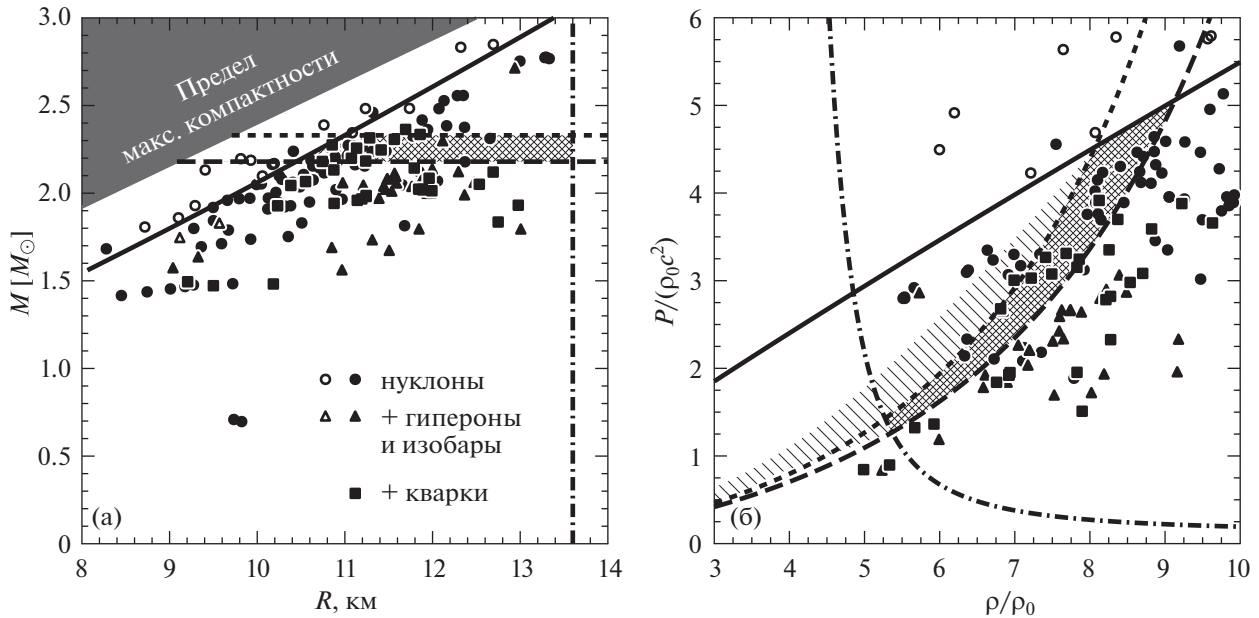 3.0
2.5
2.0
1.5
1.0
0.5
0
M [M⊙]
Предел
макс. компактности
нуклоны
+ гипероны
и изобары
+ кварки
(а)
8
9
10
11
12
13
14
R, км
6
5
4
3
2
1
0
P/(ρ₀c²)
(б)
3
4
5
6
7
8
9
10
ρ/ρ₀